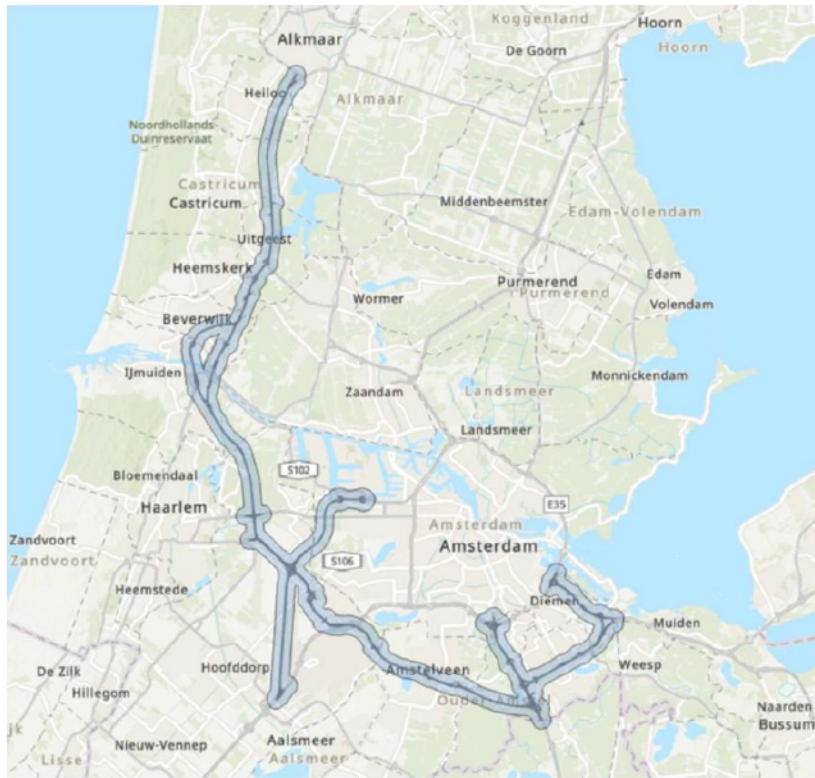 Koggenland
Hoorn
Hoorn
Alkmaar
De Goorn
Heiloo
Alkmaar
Noordhollands
Duinreservaat
Castricum
Castricum
Middenbeemster
Edam-Volendam
Uitgeest
Heemskerk
Edam
Purmerend
Purmerend
Wormer
Volendam
Beverwijk
IJmuiden
Monnickendam
Zaandam
Landsmeer
Landsmeer
S102
Bloemendaal
Haarlem
E35
Amsterdam
Amsterdam
Zandvoort
Zandvoort
S106
Heemstede
Diemen
Muiden
De Zilk
Hoofddorp
Amstelveen
Weesp
Hillegom
Ouder-Am
Naarden
Bussum
Nieuw-Vennep
Aalsmeer
Aalsmeer
Lisse